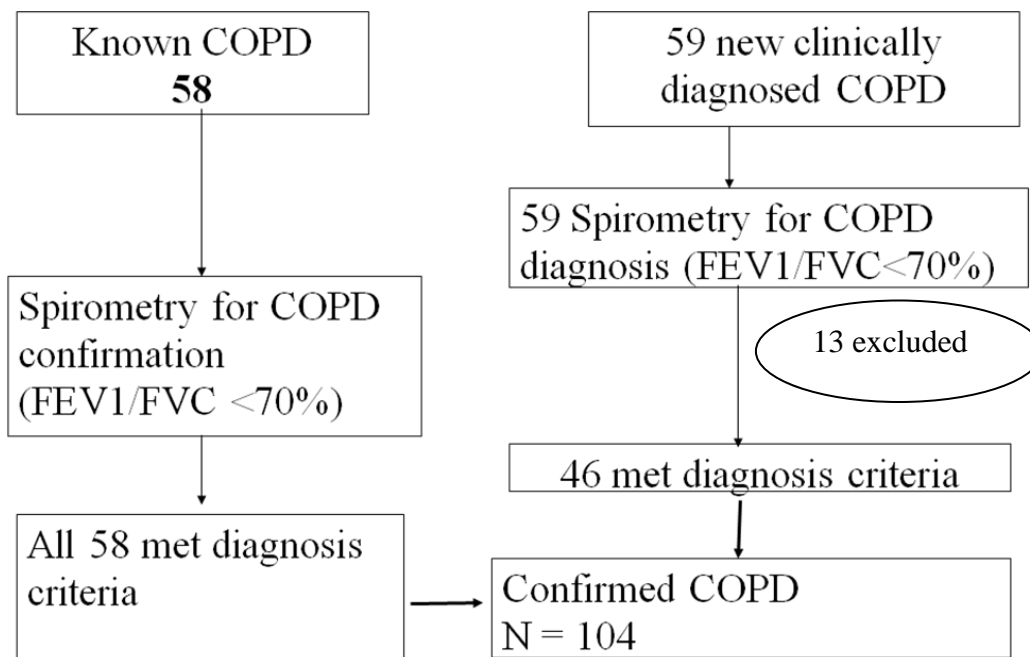 Known COPD
58
59 new clinically
diagnosed COPD
59 Spirometry for COPD
diagnosis (FEV1/FVC<70%)
Spirometry for COPD
confirmation
(FEV1/FVC <70%)
13 excluded
46 met diagnosis criteria
All 58 met diagnosis
criteria
Confirmed COPD
N = 104